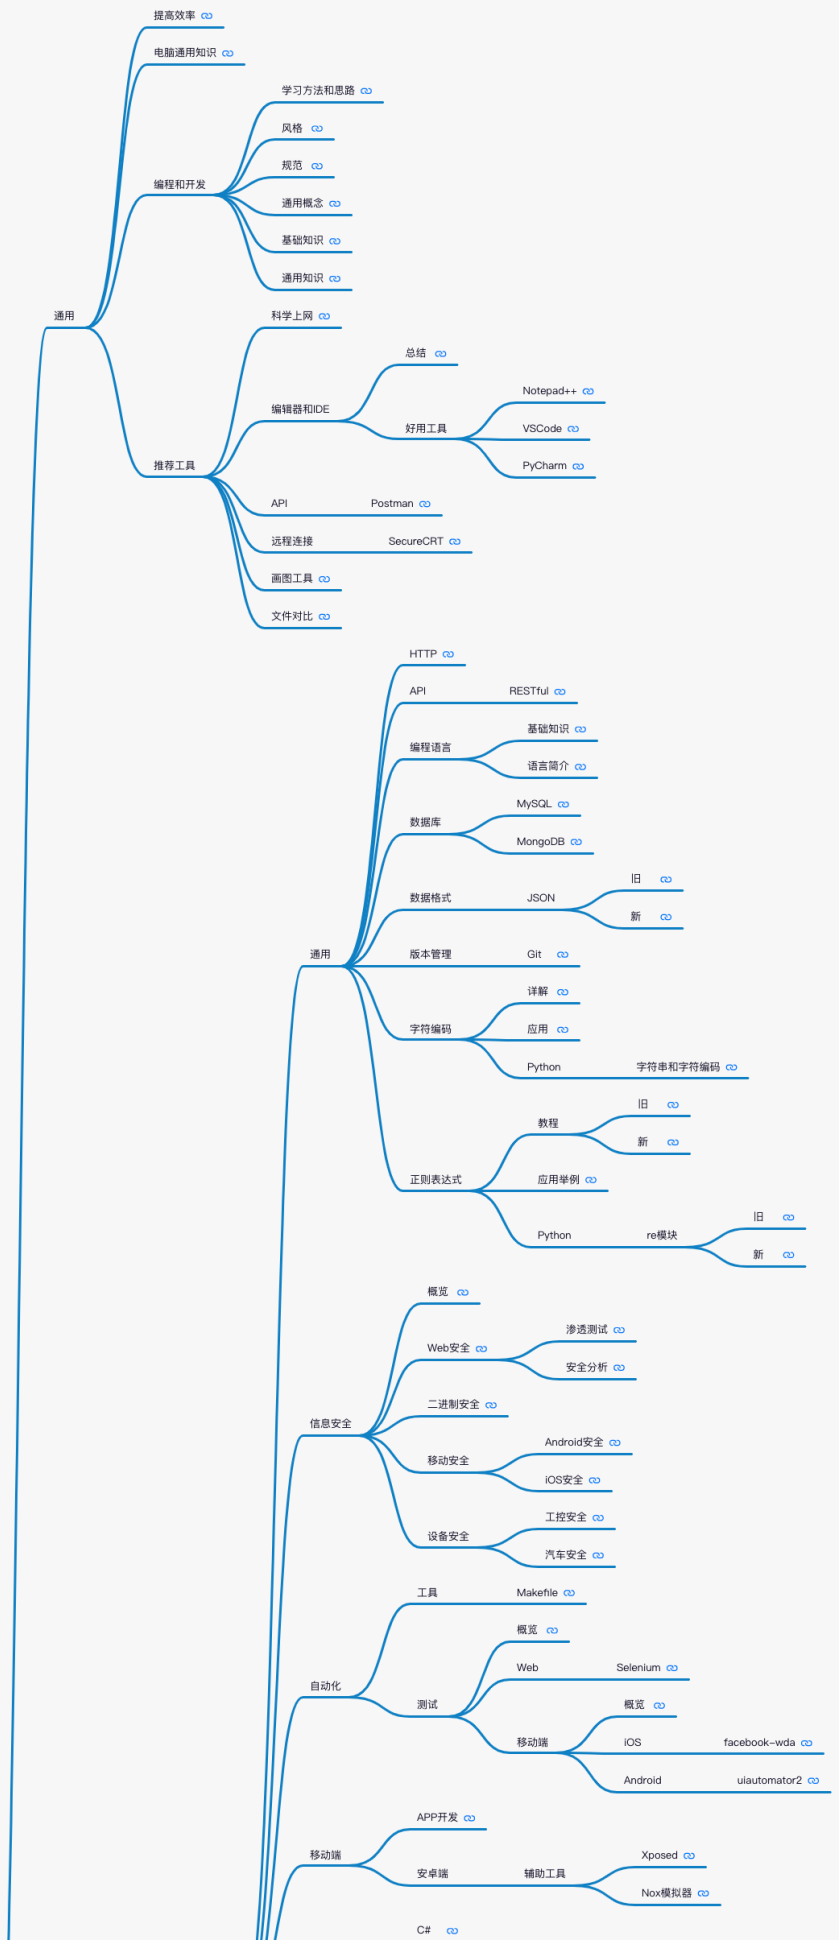 提高效率
电脑通用知识
学习方法和思路
风格
规范
编程和开发
通用概念
基础知识
通用知识
通用
科学上网
总结
Notepad++
编辑器和IDE
好用工具
VSCode
推荐工具
PyCharm
API Postman
远程连接 SecureCRT
画图工具
文件对比
HTTP
API RESTful
基础知识
编程语言
语言简介
MySQL
数据库
MongoDB
旧
数据格式 JSON
新
通用
版本管理 Git
详解
字符编码
应用
Python 字符串和字符编码
旧
教程
新
正则表达式
应用举例
旧
Python re模块
新
概览
渗透测试
Web安全
安全分析
二进制安全
信息安全
Android安全
移动安全
iOS安全
工控安全
设备安全
汽车安全
工具 Makefile
概览
Web Selenium
自动化
测试
概览
移动端
iOS facebook-wda
Android uiautomator2
APP开发
移动端
Xposed
安卓端 辅助工具
Nox模拟器
C#